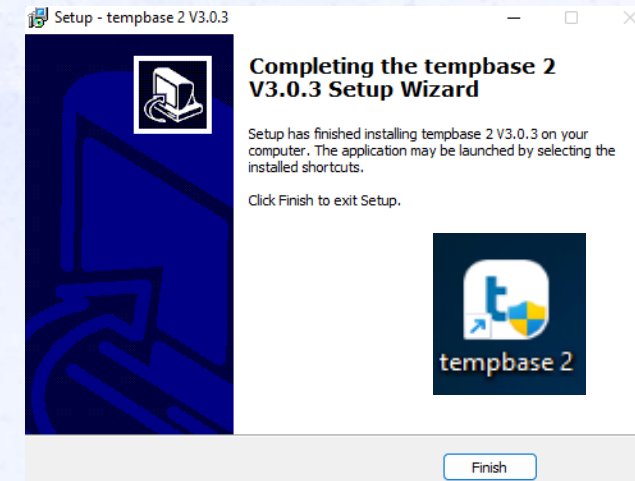 Setup - tempbase 2 V3.0.3
Completing the tempbase 2
V3.0.3 Setup Wizard
Setup has finished installing tempbase 2 V3.0.3 on your
computer. The application may be launched by selecting the
installed shortcuts.
Click Finish to exit Setup.
t
tempbase 2
Finish